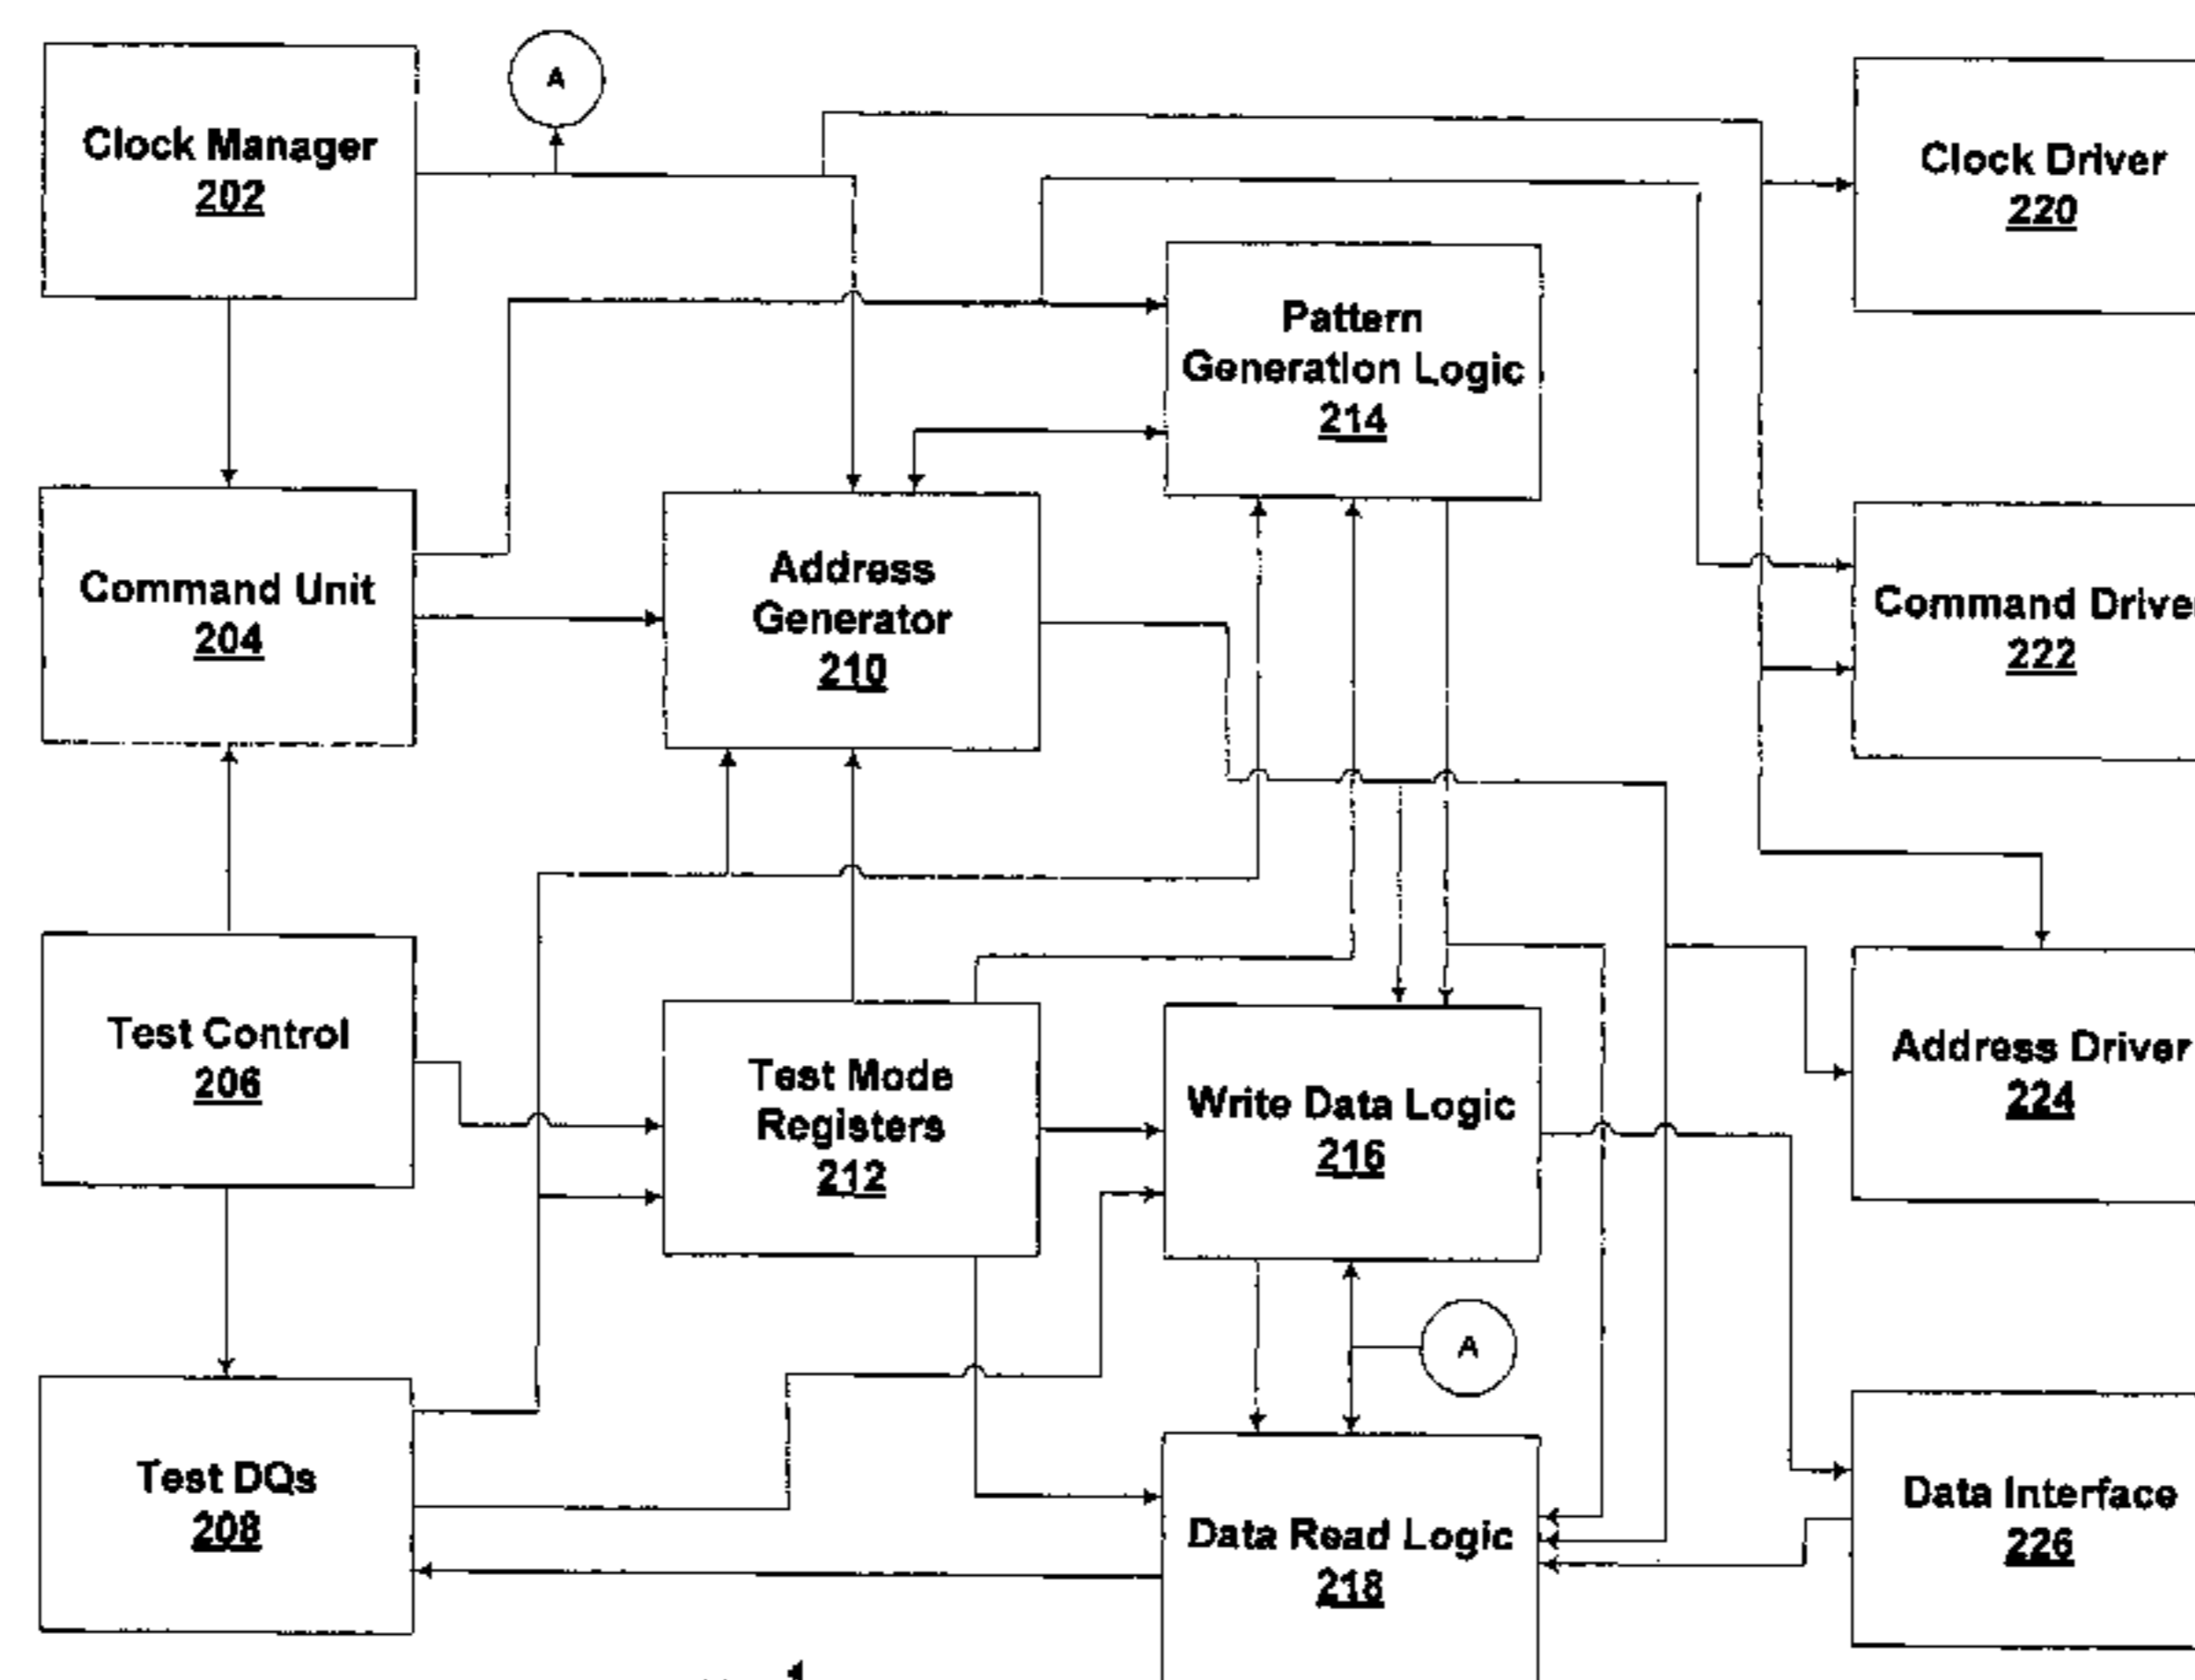 A
Clock Manager
202
Clock Driver
220
Pattern
Generation Logic
214
Command Unit
204
Address
Generator
210
Command Drive
222
Test Control
206
Test Mode
Registers
212
Write Data Logic
216
Address Driver
224
A
Test DQs
208
Data Read Logic
218
Data Interface
226